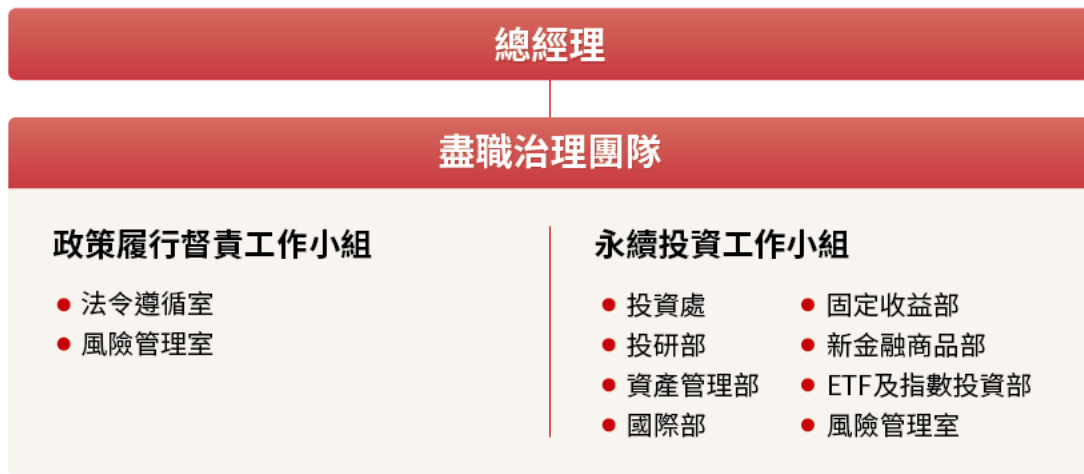 總經理
盡職治理團隊
政策履行督責工作小組
● 法令遵循室
● 風險管理室
永續投資工作小組
● 投資處
● 投研部
● 資產管理部
● 國際部
● 固定收益部
● 新金融商品部
● ETF及指數投資部
● 風險管理室